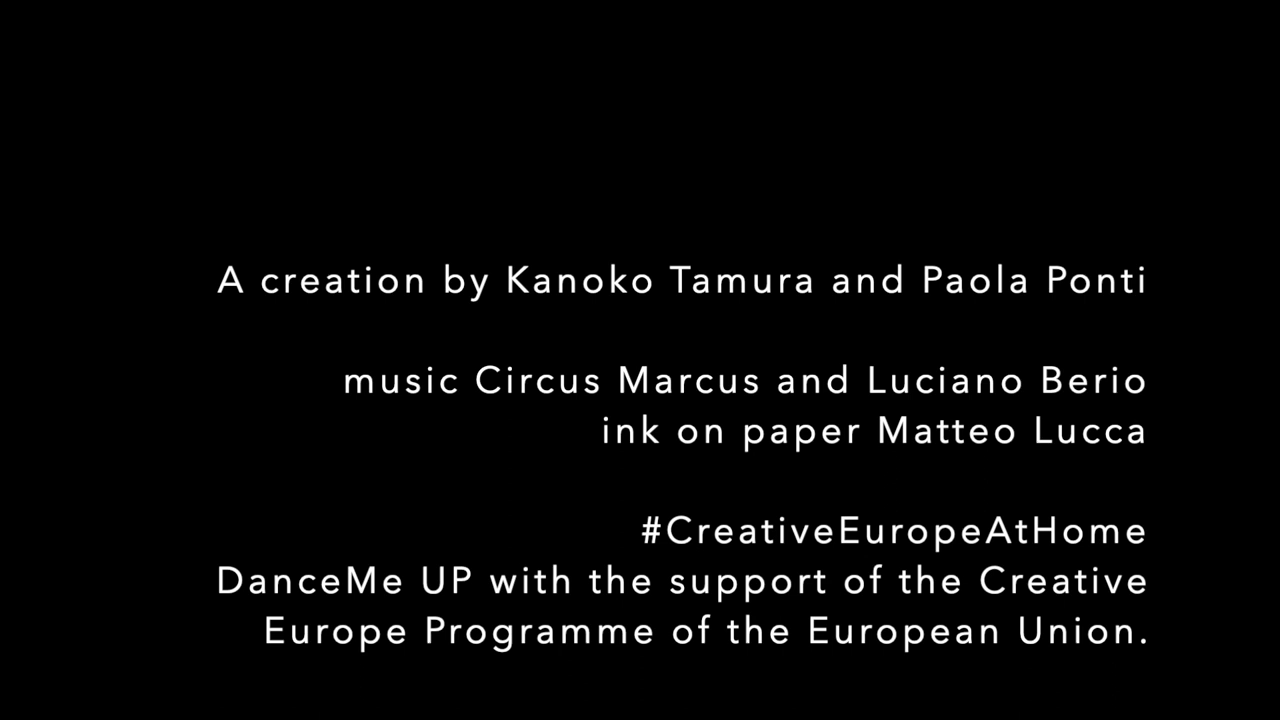 A creation by Kanoko Tamura and Paola Ponti
music Circus Marcus and Luciano Berio
ink on paper Matteo Lucca
#CreativeEuropeAtHome
DanceMe UP with the support of the Creative
Europe Programme of the European Union.